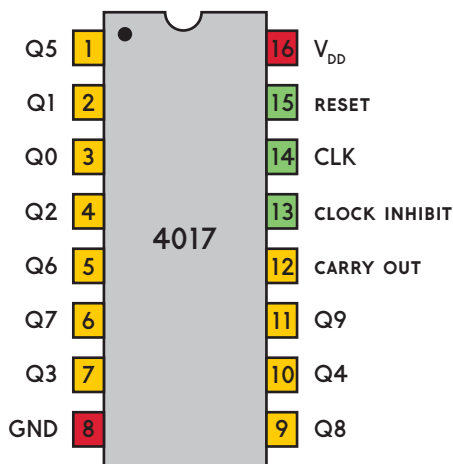 Q5 1 16 VDD
Q1 2 15 RESET
Q0 3 14 CLK
Q2 4 13 CLOCK INHIBIT
4017
Q6 5 12 CARRY OUT
Q7 6 11 Q9
Q3 7 10 Q4
GND 8 9 Q8